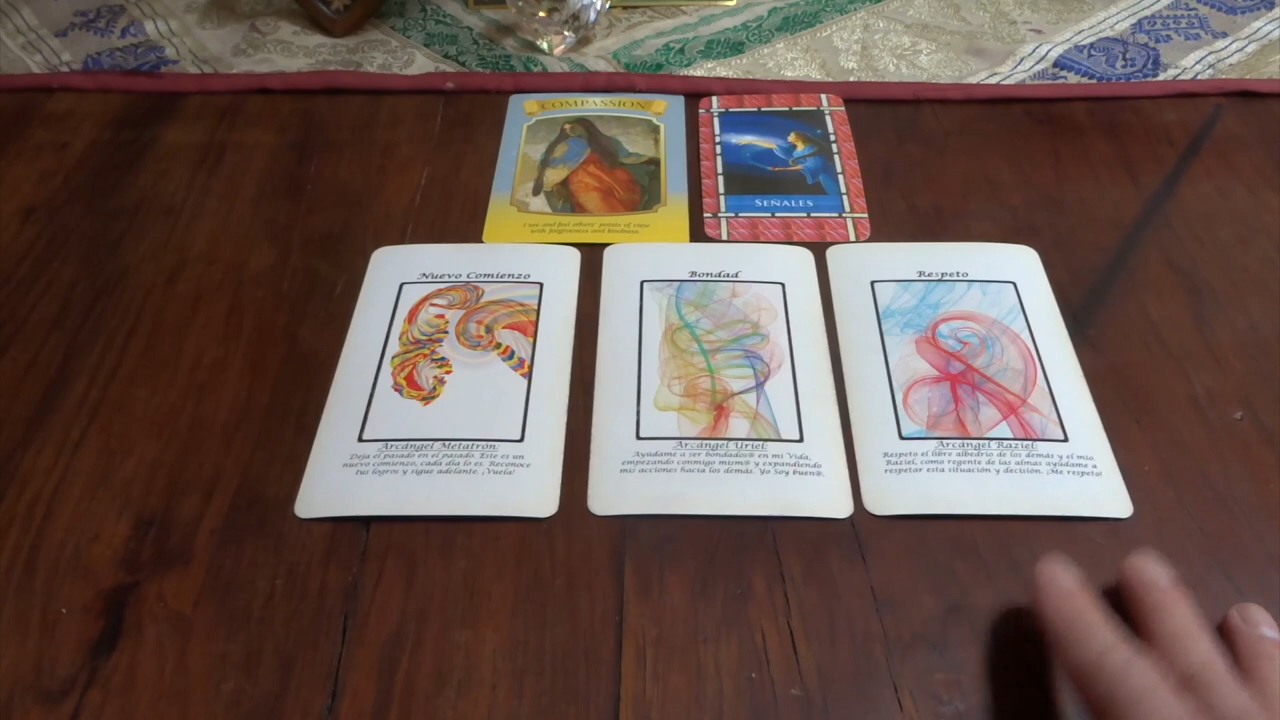 COMPASSION
I see and feel others' points of view
with forgiveness and kindness.
SEÑALES
Nuevo Comienzo
Arcángel Metatrón:
Deja el pasado en el pasado. Este es un
nuevo comienzo, cada día lo es. Reconoce
tus logros y sigue adelante. ¡Vuela!
Bondad
Arcángel Uriel:
Ayúdame a ser bondados@ en mi Vida,
empezando conmigo mism@ y expandiendo
mis acciones hacia los demás. Yo Soy buen@.
Respeto
Arcángel Raziel:
Respeto el libre albedrío de los demás y el mío.
Raziel, como regente de las almas ayúdame a
respetar esta situación y decisión. ¡Me respeto!